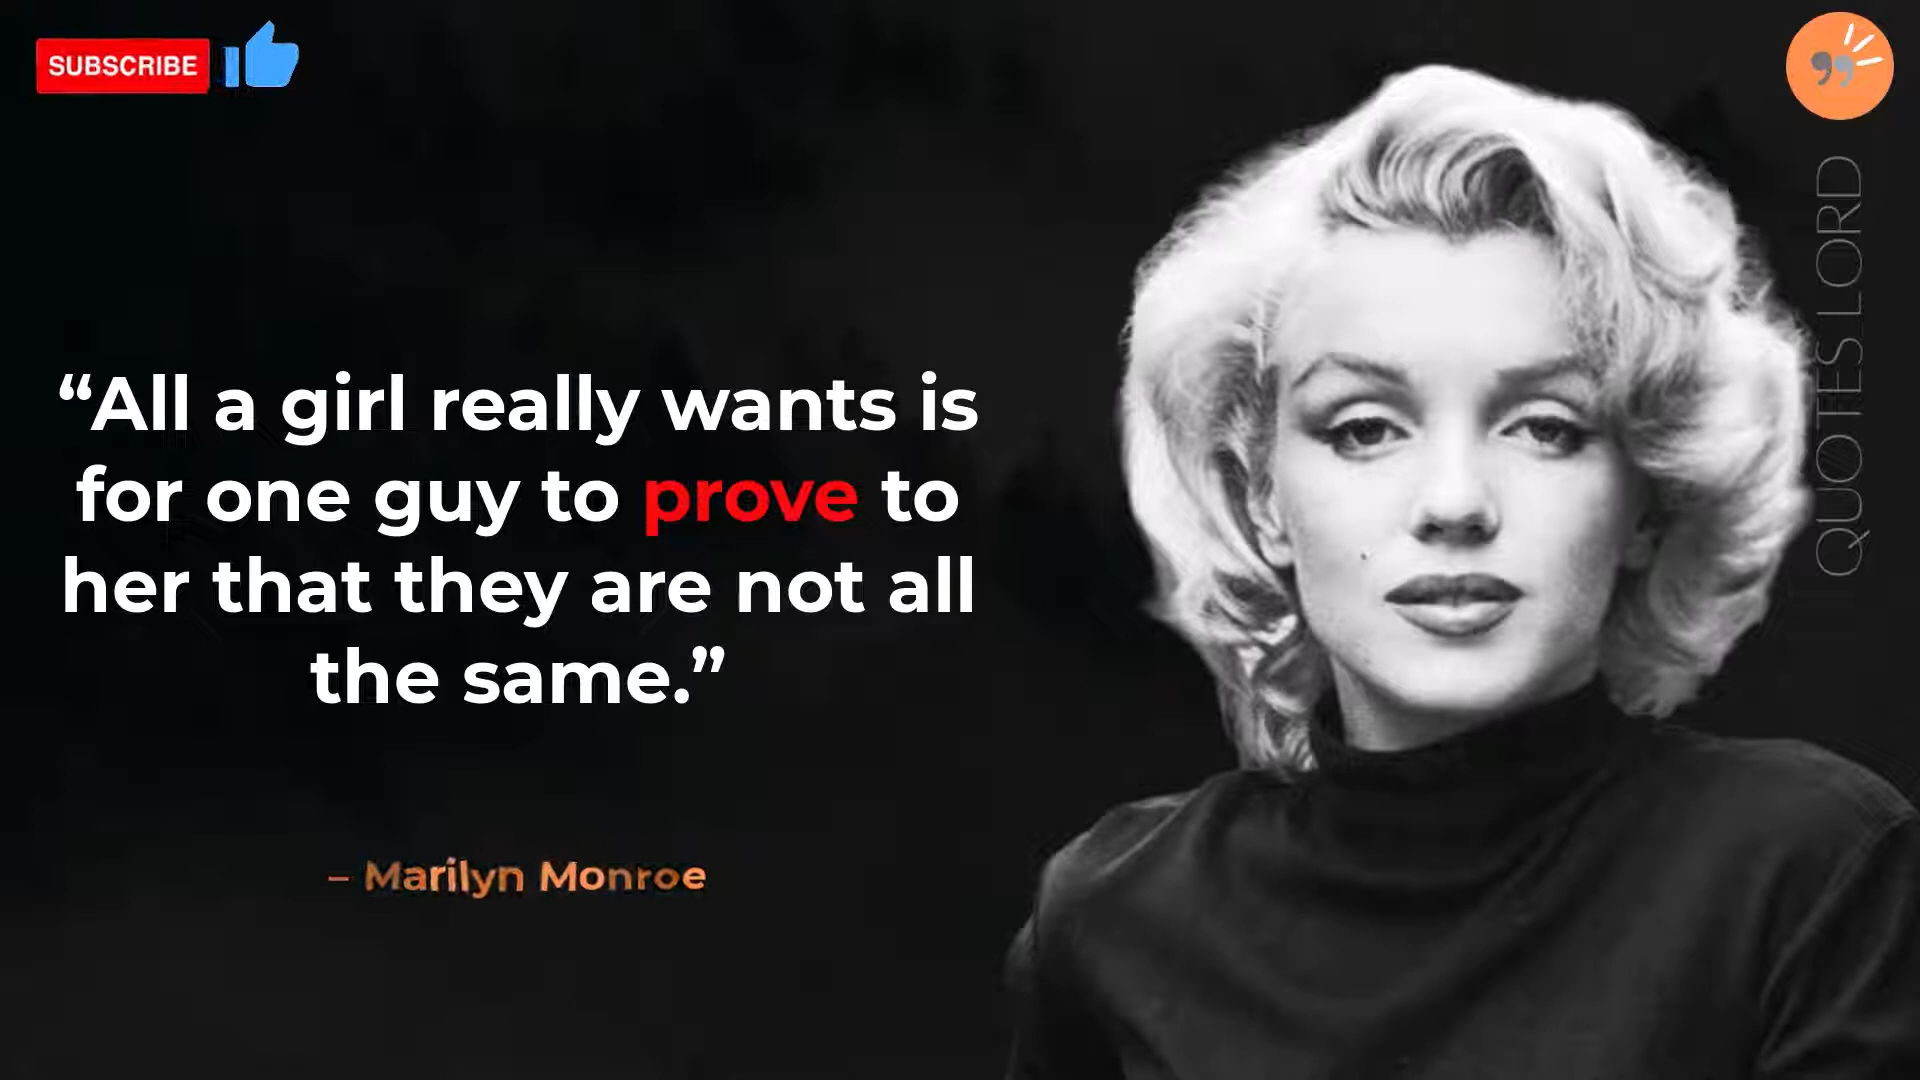 SUBSCRIBE
“All a girl really wants is
for one guy to prove to
her that they are not all
the same.”
– Marilyn Monroe
QUOTES LORD